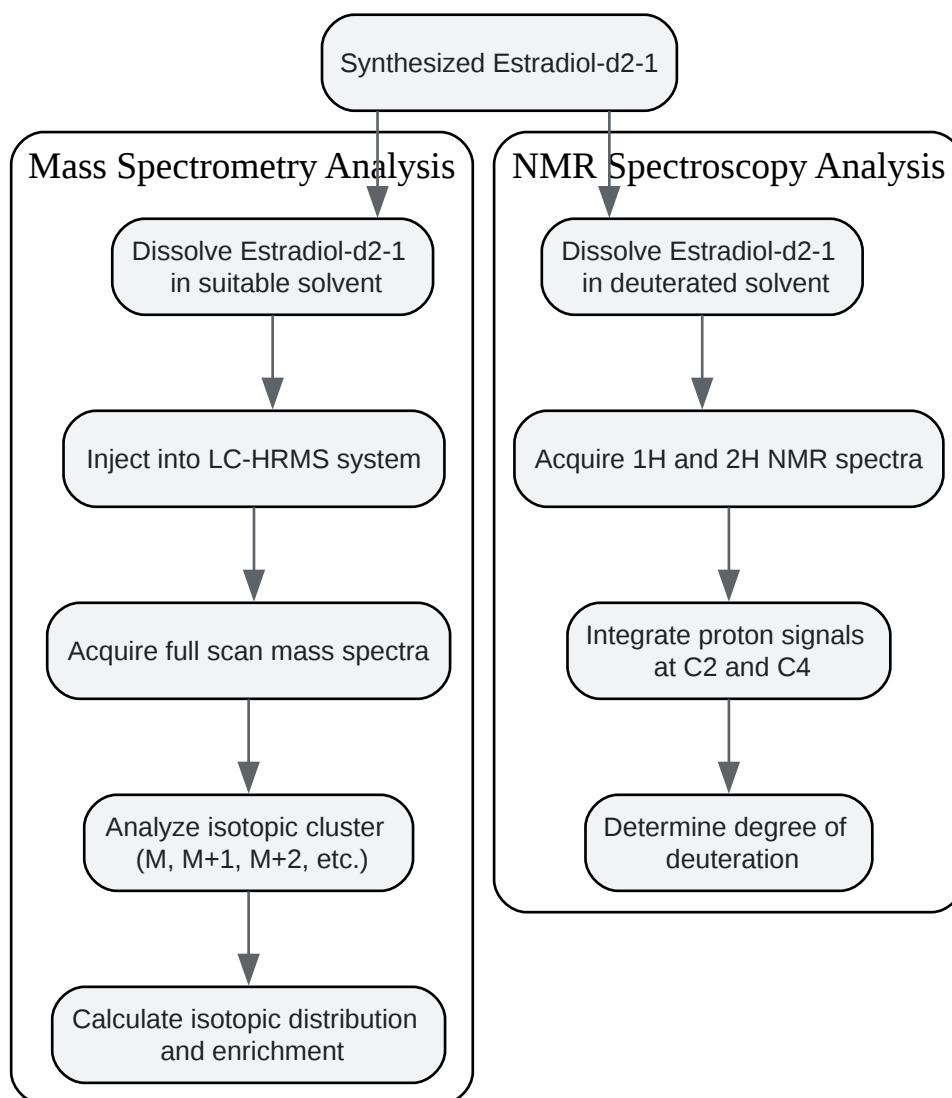 Synthesized Estradiol-d2-1
Mass Spectrometry Analysis
Dissolve Estradiol-d2-1
in suitable solvent
Inject into LC-HRMS system
Acquire full scan mass spectra
Analyze isotopic cluster
(M, M+1, M+2, etc.)
Calculate isotopic distribution
and enrichment
NMR Spectroscopy Analysis
Dissolve Estradiol-d2-1
in deuterated solvent
Acquire 1H and 2H NMR spectra
Integrate proton signals
at C2 and C4
Determine degree of
deuteration